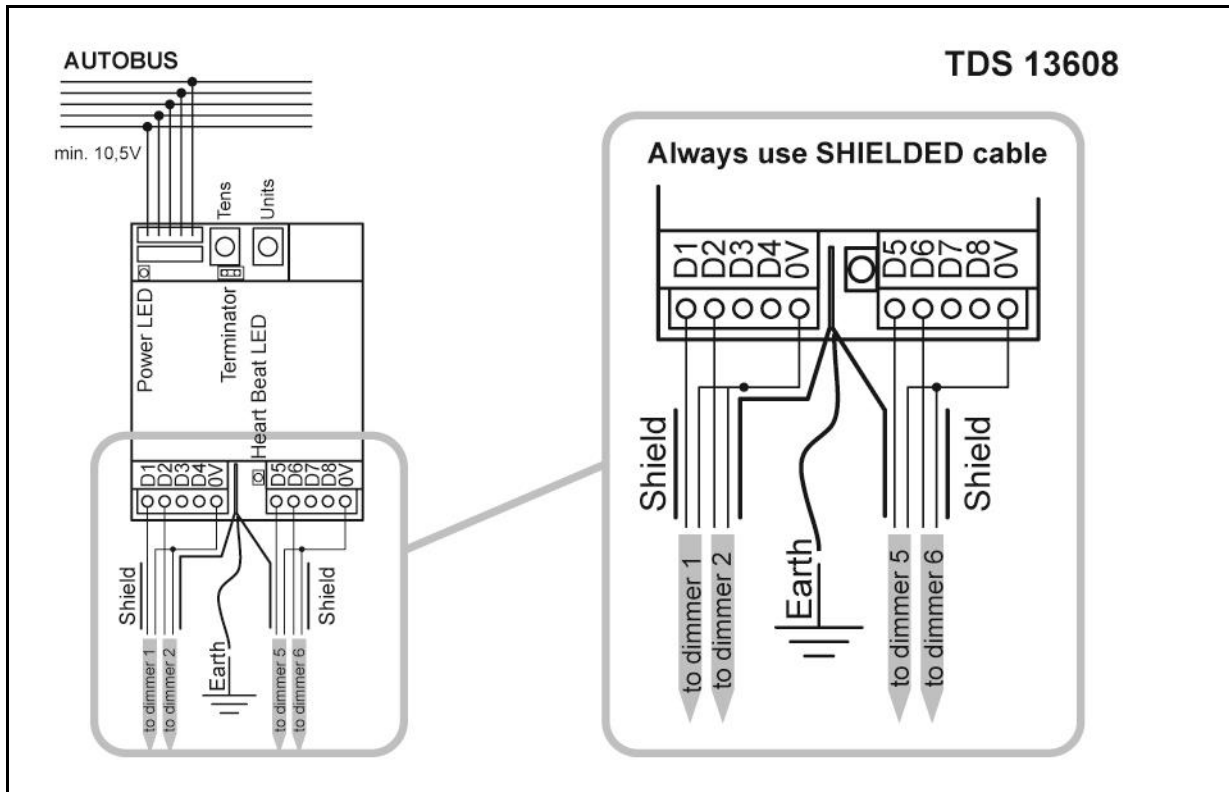 AUTOBUS
TDS 13608
min. 10,5V
Tens
Units
Power LED
Terminator
Heart Beat LED
D1 D2 D3 D4 0V
D5 D6 D7 D8 0V
Shield
Shield
to dimmer 1
to dimmer 2
Earth
to dimmer 5
to dimmer 6
Always use SHIELDED cable
D1 D2 D3 D4 0V
D5 D6 D7 D8 0V
Shield
Shield
to dimmer 1
to dimmer 2
Earth
to dimmer 5
to dimmer 6